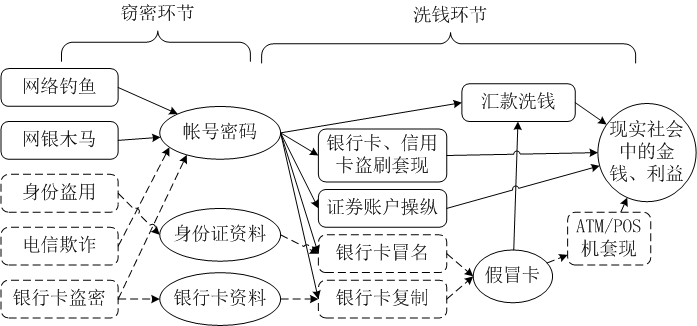 窃密环节
洗钱环节
网络钓鱼
网银木马
身份盗用
电信欺诈
银行卡盗密
帐号密码
身份证资料
银行卡资料
汇款洗钱
银行卡、信用
卡盗刷套现
证券账户操纵
银行卡冒名
银行卡复制
假冒卡
ATM/POS
机套现
现实社会
中的金
钱、利益